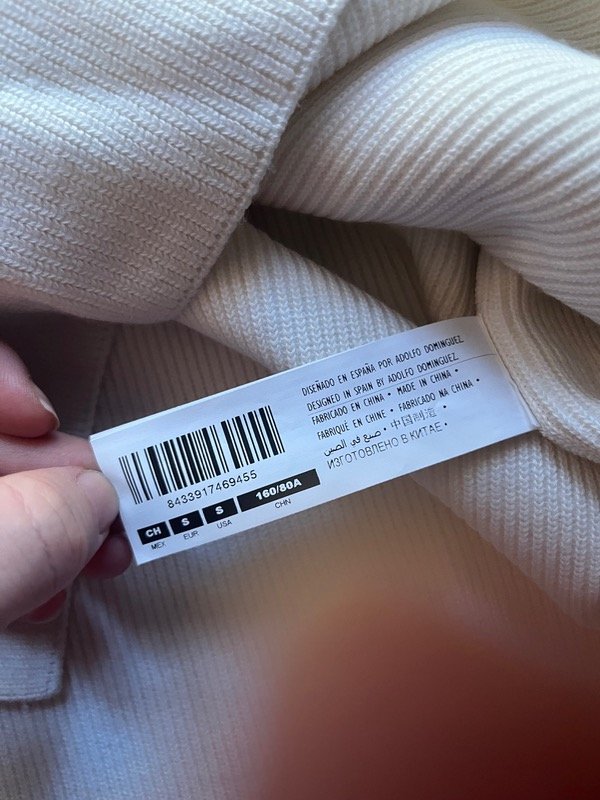 8433917469455
CH S S 160/80A
MEX EUR USA CHN
DISEÑADO EN ESPAÑA POR ADOLFO DOMINGUEZ
DESIGNED IN SPAIN BY ADOLFO DOMINGUEZ
FABRICADO EN CHINA • MADE IN CHINA •
FABRIQUÉ EN CHINE • FABRICADO NA CHINA •
صنع في الصين • 中国制造 •
ИЗГОТОВЛЕНО В КИТАЕ •